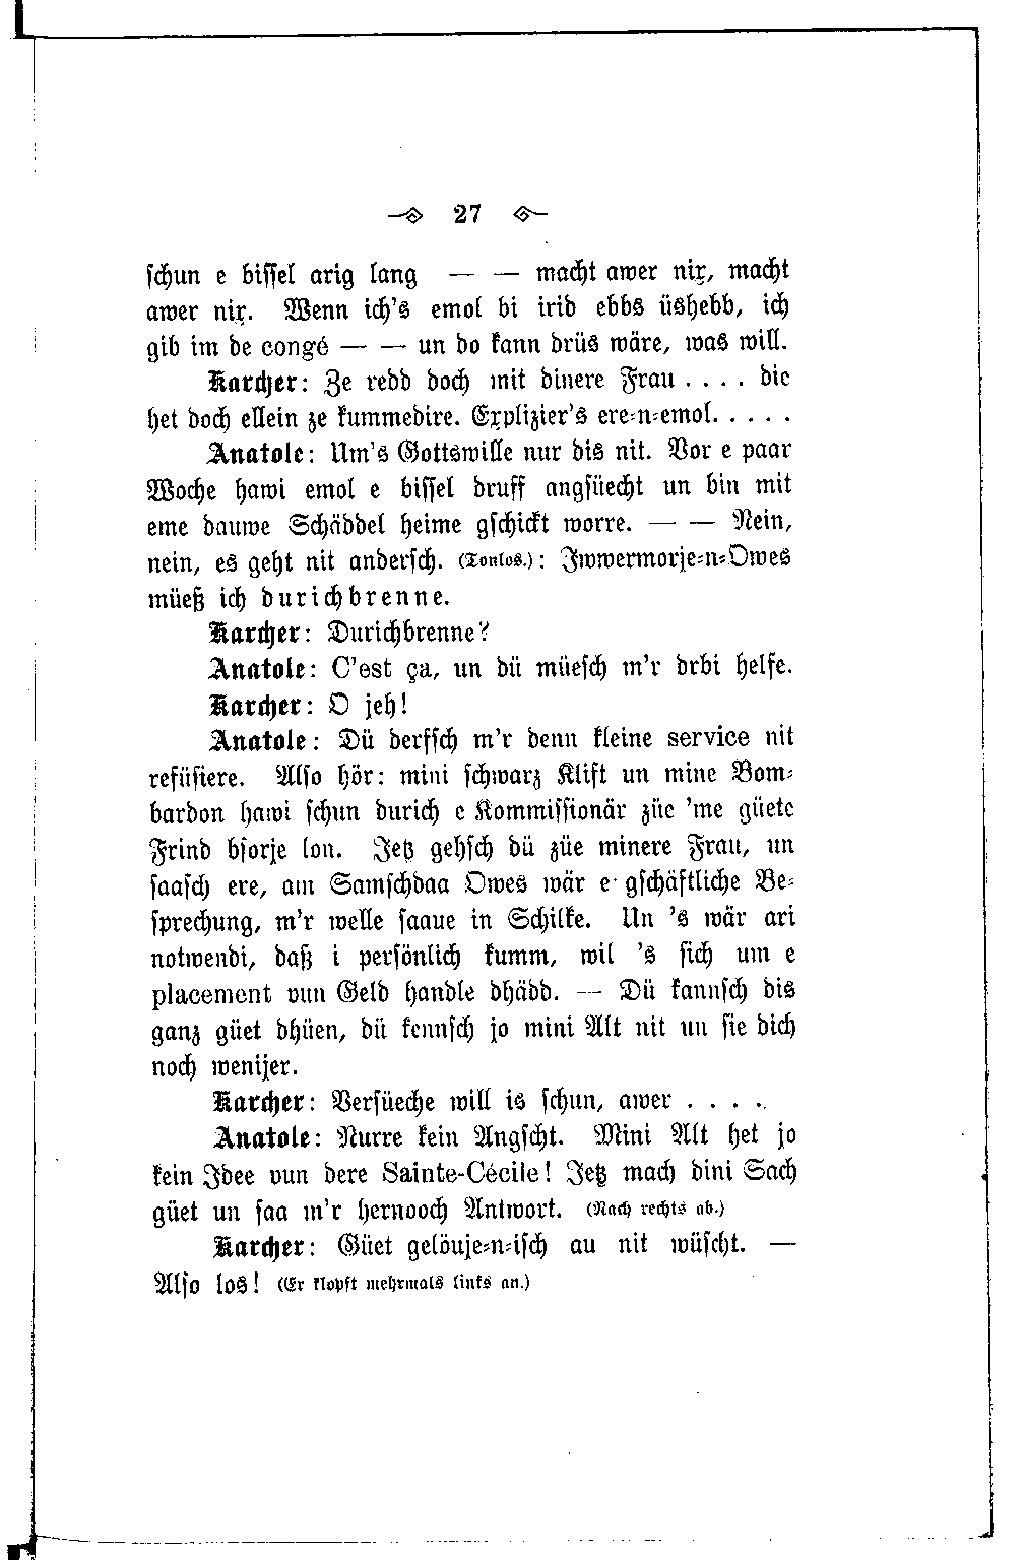 27
schun e bissel arig lang — — macht awer nix, macht
awer nix. Wenn ich's emol bi irid ebbs üshebb, ich
gib im de congé — — un do kann drüs wäre, was will.
Karcher: Ze redd doch mit dinere Frau . . . . die
het doch ellein ze kummedire. Explizier's ere-n-emol. . . . .
Anatole: Um's Gottswille nur dis nit. Vor e paar
Woche hawi emol e bissel druff angsüecht un bin mit
eme dauwe Schäddel heime gschickt worre. — — Nein,
nein, es geht nit andersch. (Tonlos.): Iwwermorje-n-Owes
müeß ich durichbrenne.
Karcher: Durichbrenne?
Anatole: C'est ça, un dü müesch m'r drbi helfe.
Karcher: O jeh!
Anatole: Dü derfsch m'r denn kleine service nit
refüsiere. Also hör: mini schwarz Klift un mine Bom-
bardon hawi schun durich e Kommissionär züe 'me güete
Frind bsorje lon. Jetz gehsch dü züe minere Frau, un
saasch ere, am Samschdaa Owes wär e gschäftliche Be-
sprechung, m'r welle saaue in Schilke. Un 's wär ari
notwendi, daß i persönlich kumm, wil 's sich um e
placement vun Geld handle dhädd. — Dü kannsch dis
ganz güet dhüen, dü kennsch jo mini Alt nit un sie dich
noch wenijer.
Karcher: Versüeche will is schun, awer . . . .
Anatole: Nurre kein Angscht. Mini Alt het jo
kein Idee vun dere Sainte-Cécile! Jetz mach dini Sach
güet un saa m'r hernooch Antwort. (Nach rechts ab.)
Karcher: Güet gelöuje-n-isch au nit wüscht. —
Also los! (Er klopft mehrmals links an.)